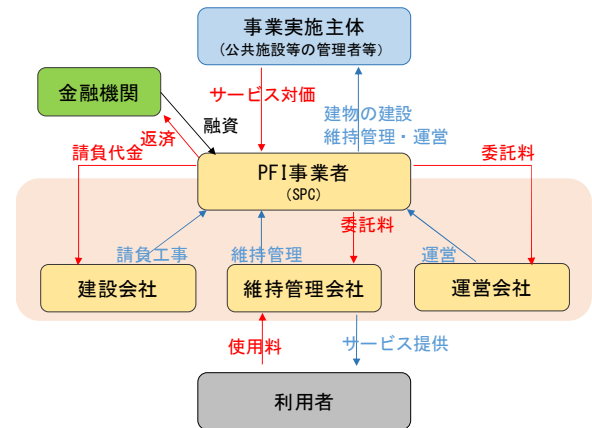 事業実施主体
(公共施設等の管理者等)
金融機関
サービス対価
建物の建設
維持管理・運営
融資
返済
請負代金
PFI事業者
(SPC)
委託料
委託料
請負工事
維持管理
運営
建設会社
維持管理会社
運営会社
使用料
サービス提供
利用者